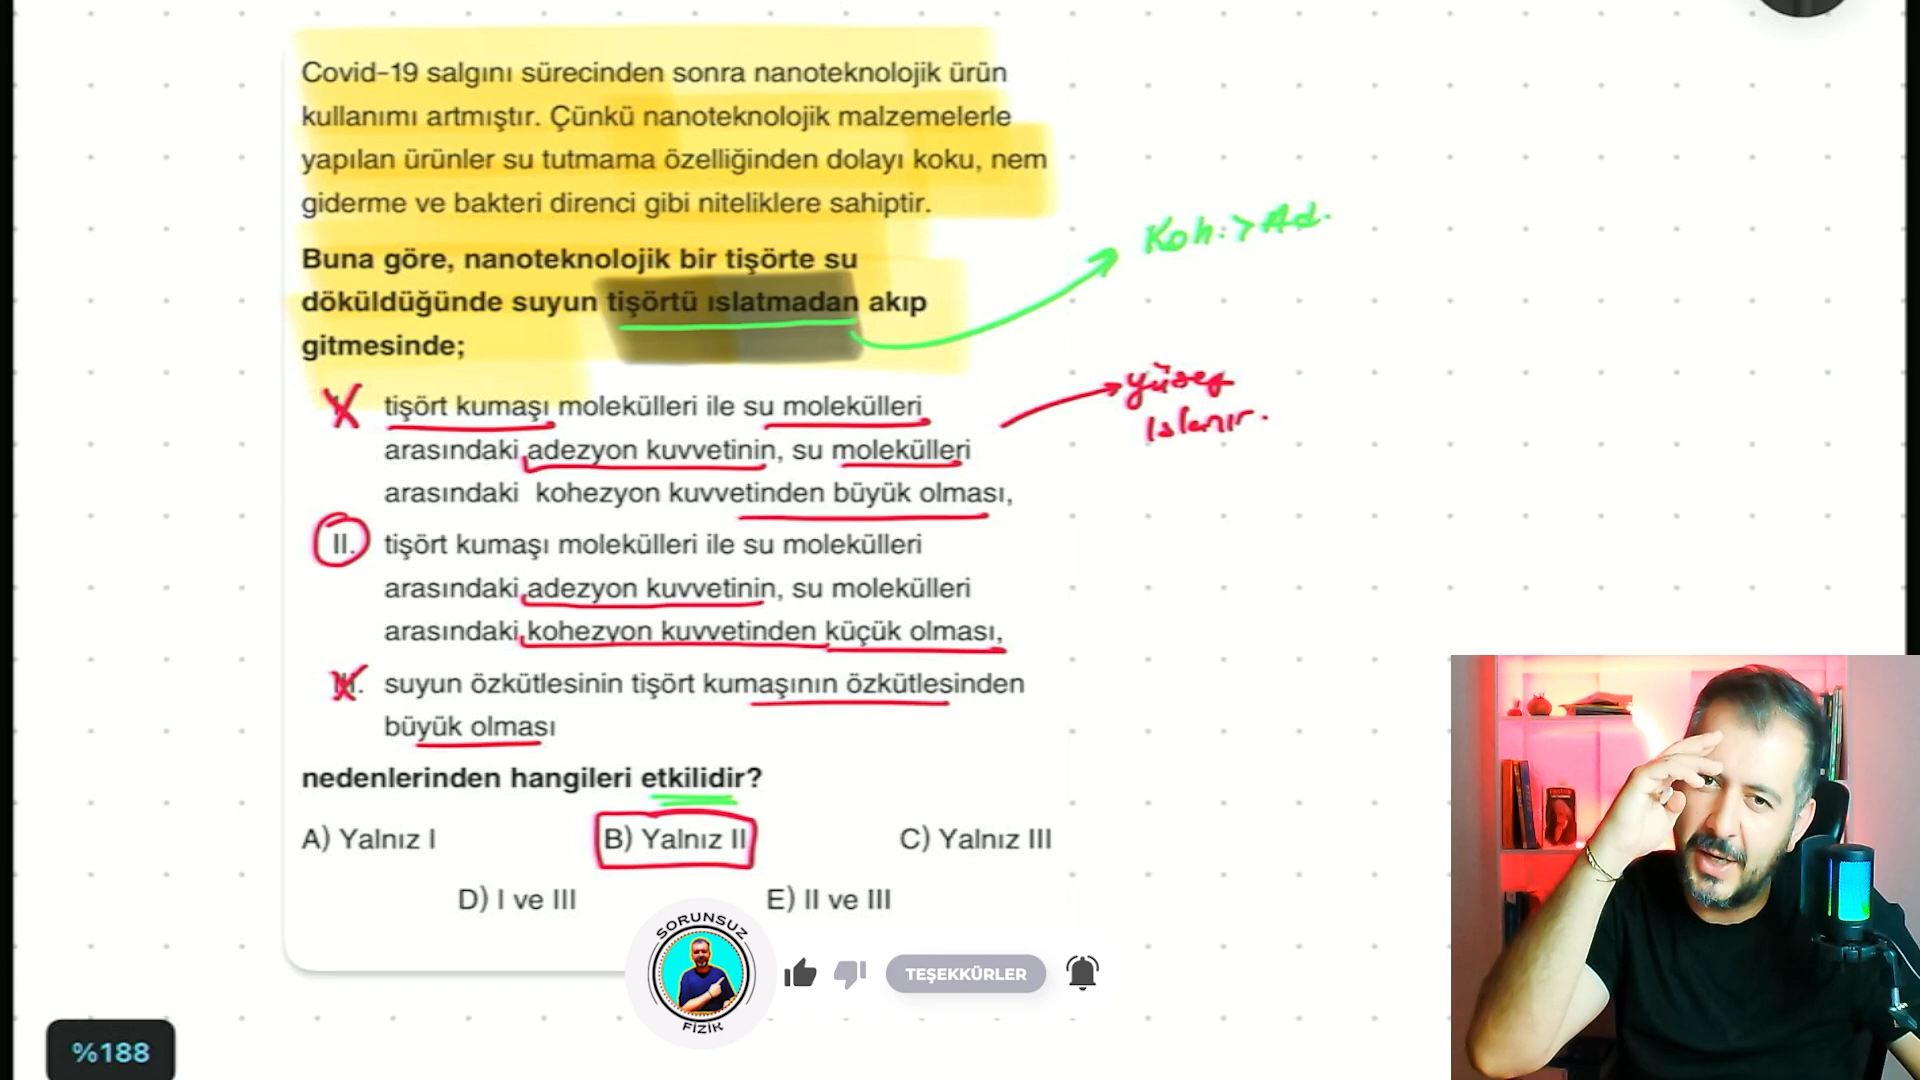 Covid-19 salgını sürecinden sonra nanoteknolojik ürün
kullanımı artmıştır. Çünkü nanoteknolojik malzemelerle
yapılan ürünler su tutmama özelliğinden dolayı koku, nem
giderme ve bakteri direnci gibi niteliklere sahiptir.
Buna göre, nanoteknolojik bir tişörte su
döküldüğünde suyun tişörtü ıslatmadan akıp
gitmesinde;
Koh. > Ad.
tişört kumaşı molekülleri ile su molekülleri
arasındaki adezyon kuvvetinin, su molekülleri
arasındaki kohezyon kuvvetinden büyük olması,
yüzey
ıslanır.
II. tişört kumaşı molekülleri ile su molekülleri
arasındaki adezyon kuvvetinin, su molekülleri
arasındaki kohezyon kuvvetinden küçük olması,
III. suyun özkütlesinin tişört kumaşının özkütlesinden
büyük olması
nedenlerinden hangileri etkilidir?
A) Yalnız I B) Yalnız II C) Yalnız III
D) I ve III E) II ve III
SORUNSUZ
FİZİK
TEŞEKKÜRLER
%188